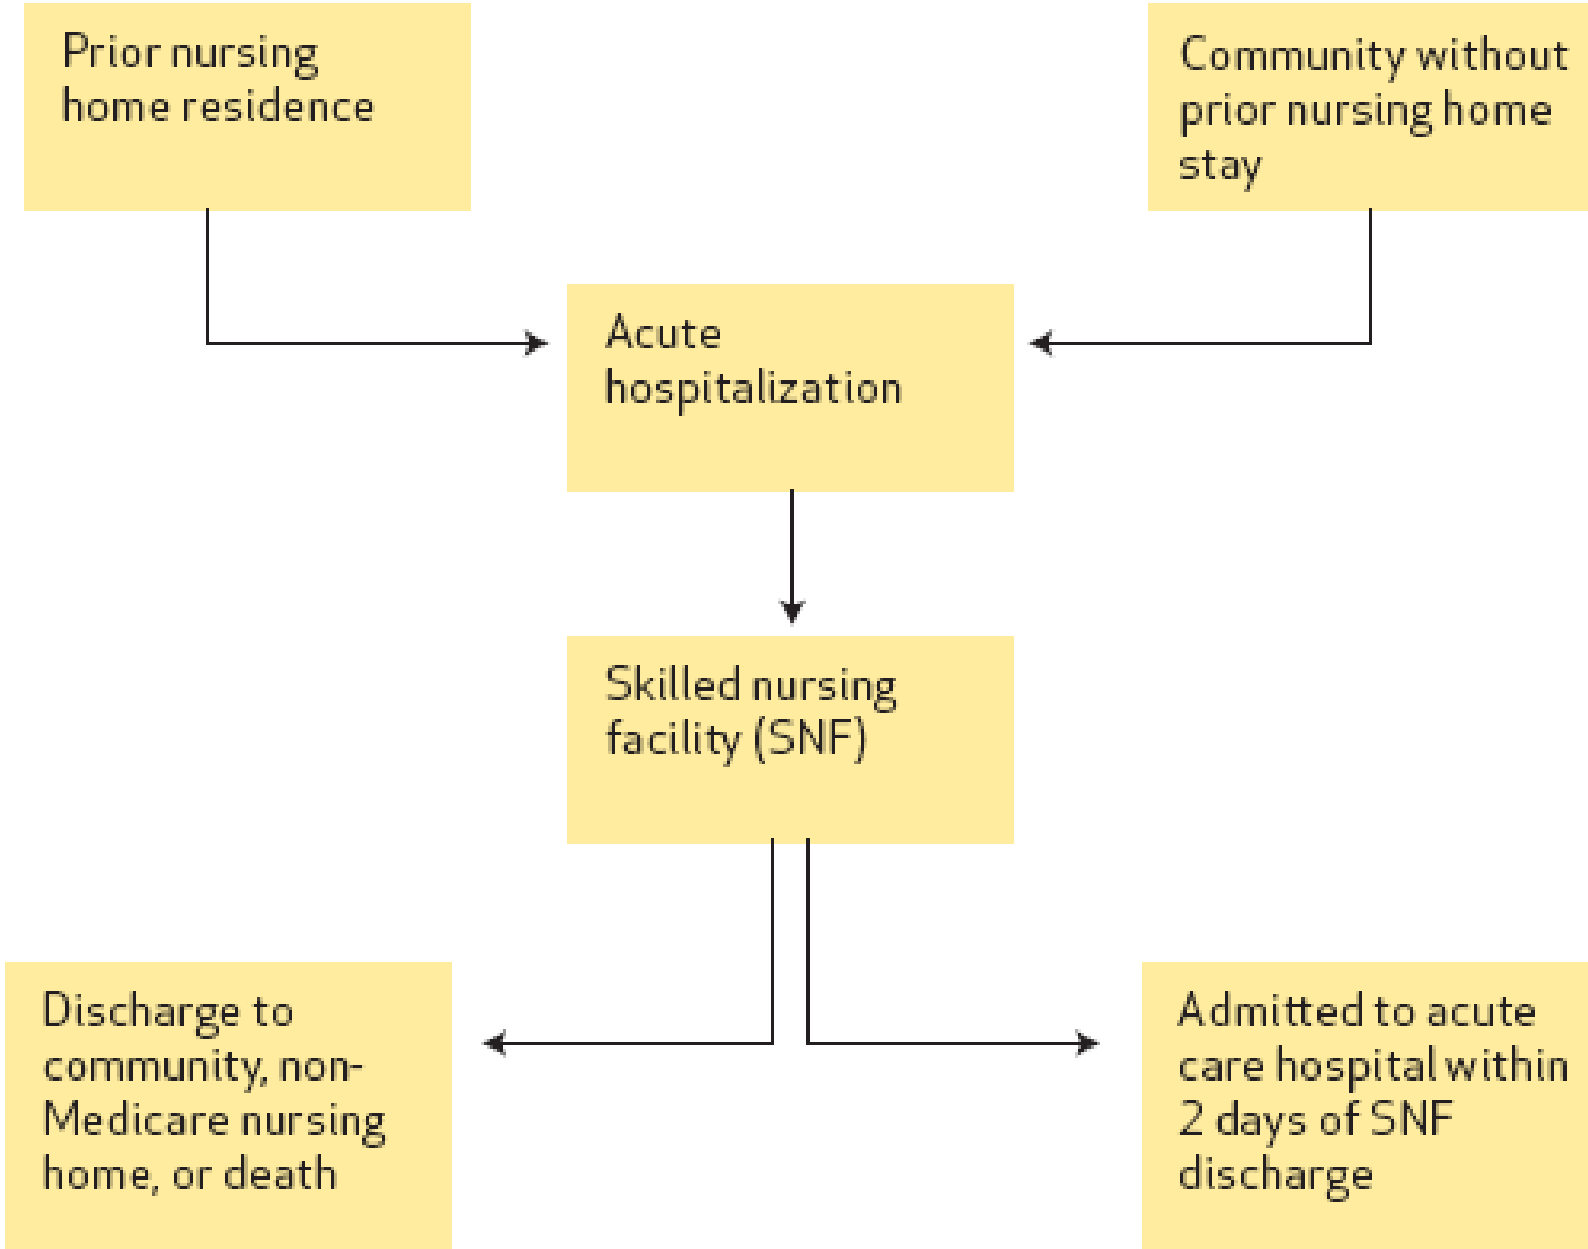 Prior nursing
home residence
Community without
prior nursing home
stay
Acute
hospitalization
Skilled nursing
facility (SNF)
Discharge to
community, non-
Medicare nursing
home, or death
Admitted to acute
care hospital within
2 days of SNF
discharge